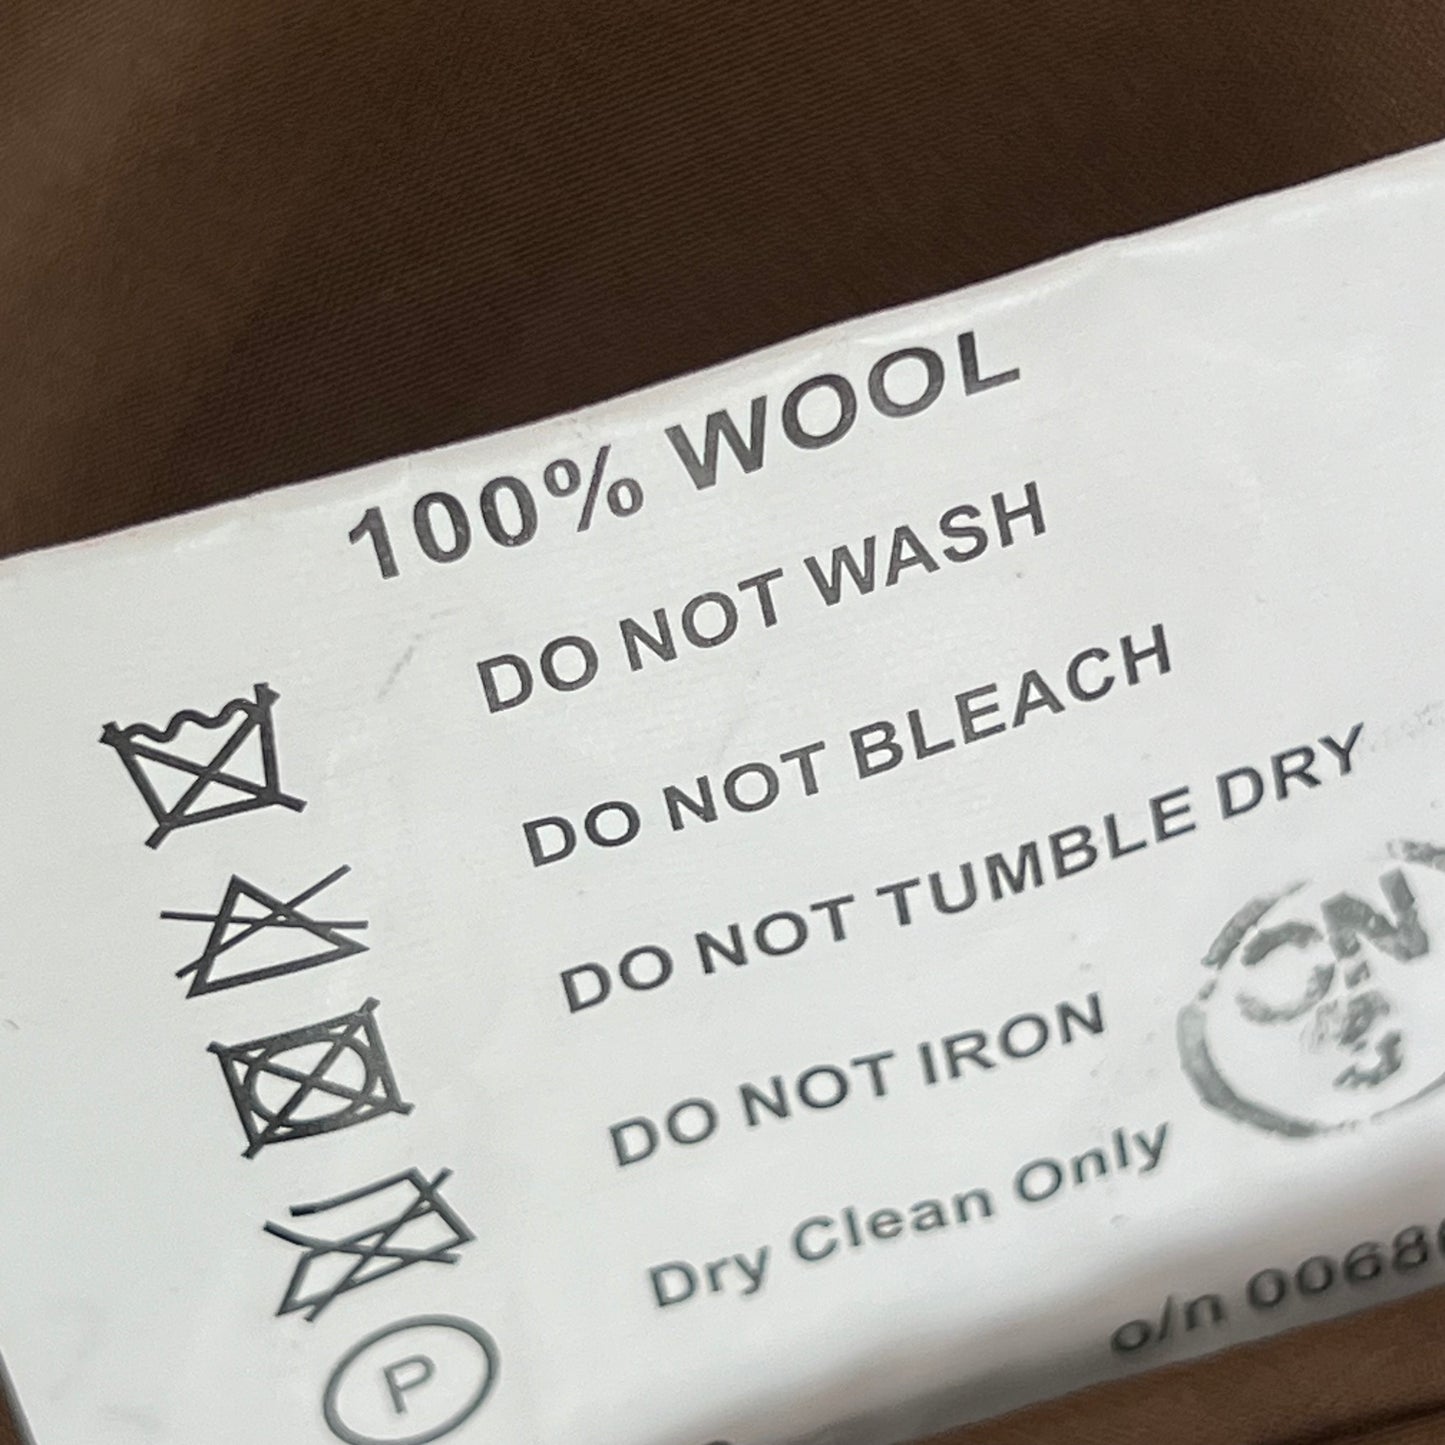 100% WOOL
DO NOT WASH
DO NOT BLEACH
DO NOT TUMBLE DRY
DO NOT IRON
Dry Clean Only
P
o/n